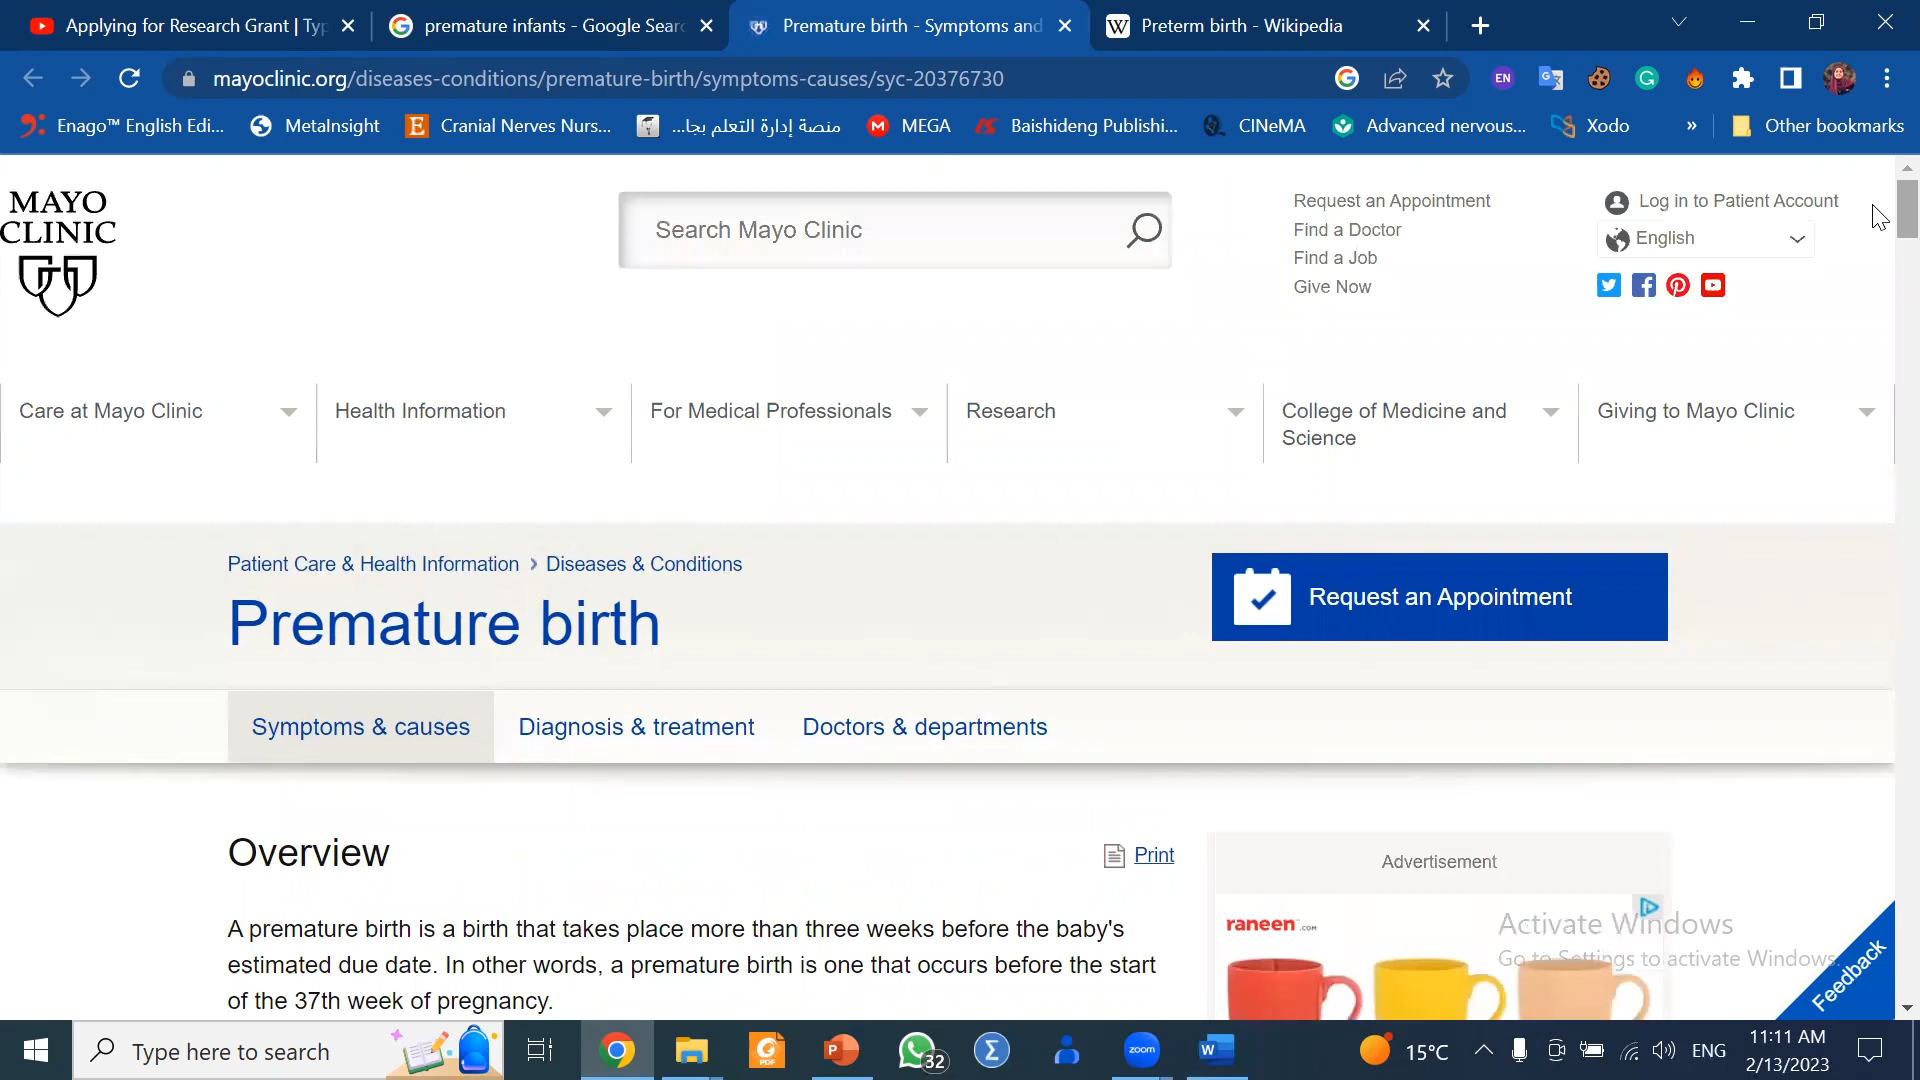 Applying for Research Grant | Typ
premature infants - Google Sear
Premature birth - Symptoms and
Preterm birth - Wikipedia
mayoclinic.org/diseases-conditions/premature-birth/symptoms-causes/syc-20376730
EN
Enago™ English Edi...
MetaInsight
Cranial Nerves Nurs...
منصة إدارة التعلم بجا...
MEGA
Baishideng Publishi...
CINeMA
Advanced nervous...
Xodo
»
Other bookmarks
MAYO
CLINIC
Search Mayo Clinic
Request an Appointment
Find a Doctor
Find a Job
Give Now
Log in to Patient Account
English
Care at Mayo Clinic
Health Information
For Medical Professionals
Research
College of Medicine and
Science
Giving to Mayo Clinic
Patient Care & Health Information › Diseases & Conditions
Premature birth
Request an Appointment
Symptoms & causes
Diagnosis & treatment
Doctors & departments
Overview
Print
A premature birth is a birth that takes place more than three weeks before the baby's
estimated due date. In other words, a premature birth is one that occurs before the start
of the 37th week of pregnancy.
Advertisement
raneen.com
Activate Windows
Go to Settings to activate Windows.
Feedback
Type here to search
PDF
P
32
Σ
zoom
W
15°C
ENG
11:11 AM
2/13/2023